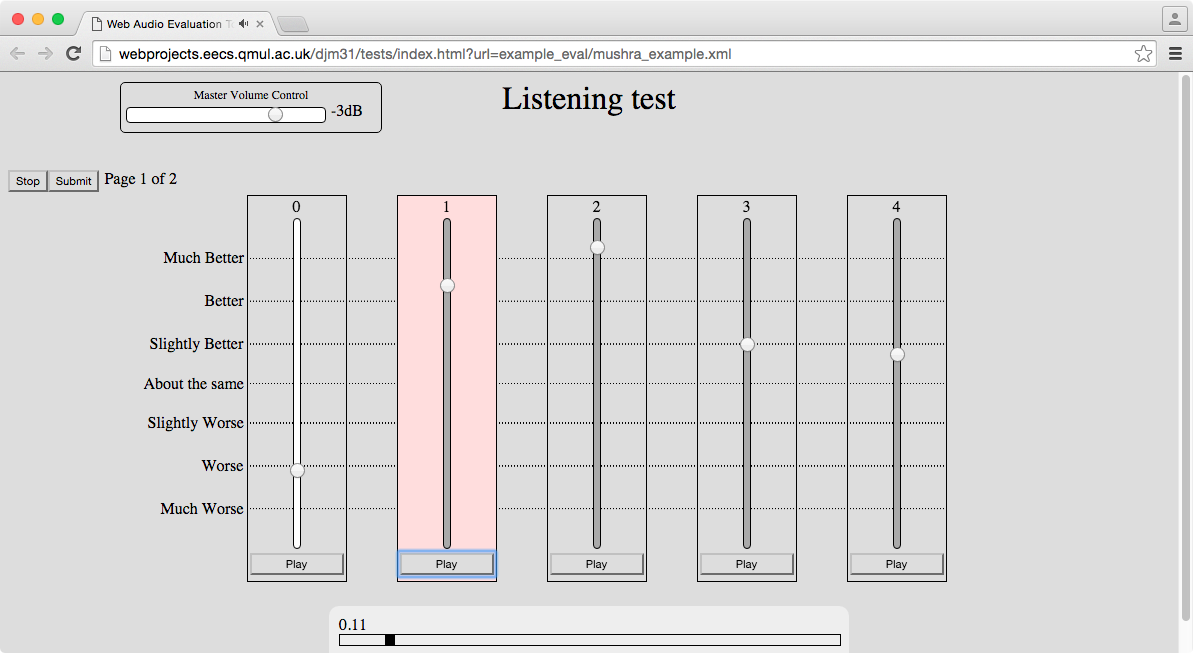 Web Audio Evaluation T
webprojects.eecs.qmul.ac.uk/djm31/tests/index.html?url=example_eval/mushra_example.xml
Master Volume Control
-3dB
Listening test
Stop Submit Page 1 of 2
0 1 2 3 4
Much Better
Better
Slightly Better
About the same
Slightly Worse
Worse
Much Worse
Play Play Play Play Play
0.11